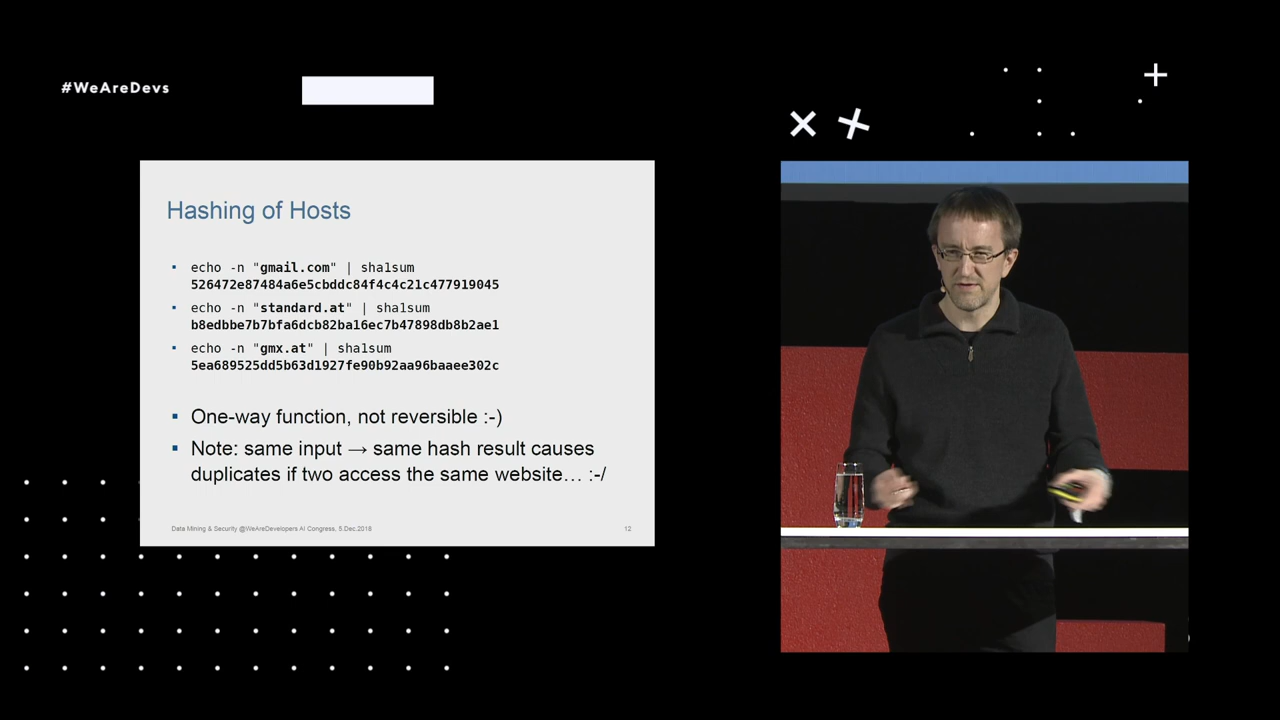 #WeAreDevs
Hashing of Hosts
echo -n "gmail.com" | sha1sum
526472e87484a6e5cbddc84f4c4c21c477919045
echo -n "standard.at" | sha1sum
b8edbbe7b7bfa6dcb82ba16ec7b47898db8b2ae1
echo -n "gmx.at" | sha1sum
5ea689525dd5b63d1927fe90b92aa96baaee302c
One-way function, not reversible :-)
Note: same input → same hash result causes
duplicates if two access the same website… :-/
Data Mining & Security @WeAreDevelopers AI Congress, 5.Dec.2018
12